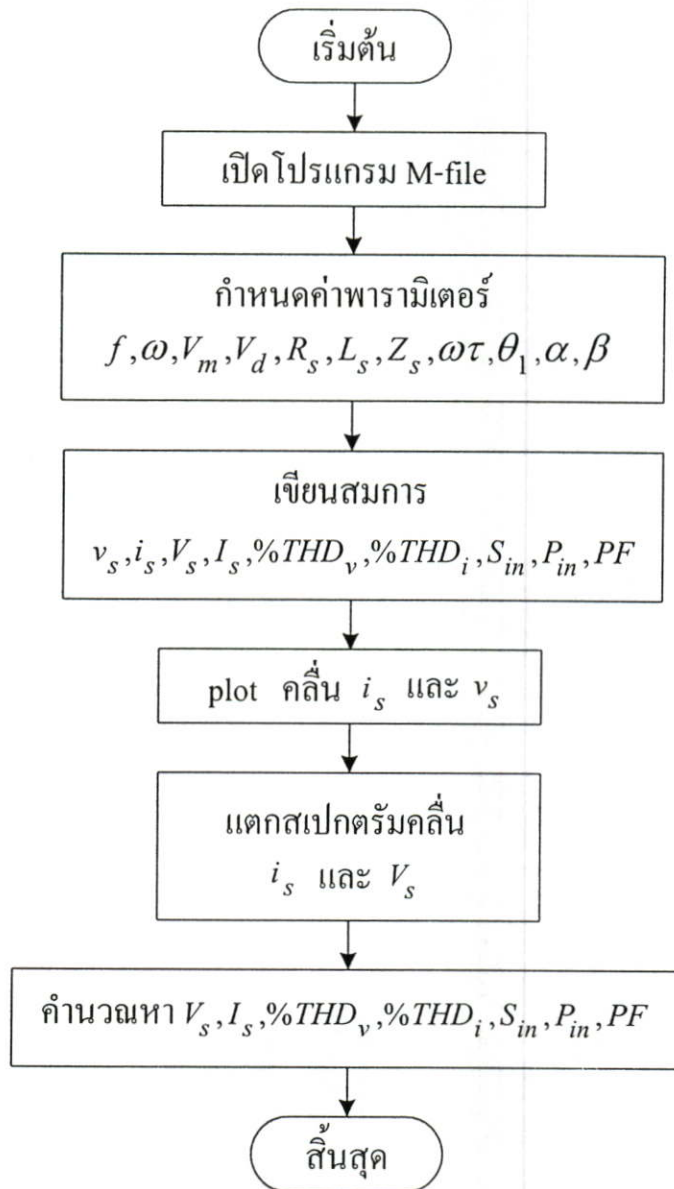 เริ่มต้น
เปิดโปรแกรม M-file
กำหนดค่าพารามิเตอร์
f,ω,V_m,V_d,R_s,L_s,Z_s,ωτ,θ_1,α,β
เขียนสมการ
v_s,i_s,V_s,I_s,%THD_v,%THD_i,S_in,P_in,PF
plot คลื่น i_s และ v_s
แตกสเปกตรัมคลื่น
i_s และ V_s
คำนวณหา V_s,I_s,%THD_v,%THD_i,S_in,P_in,PF
สิ้นสุด